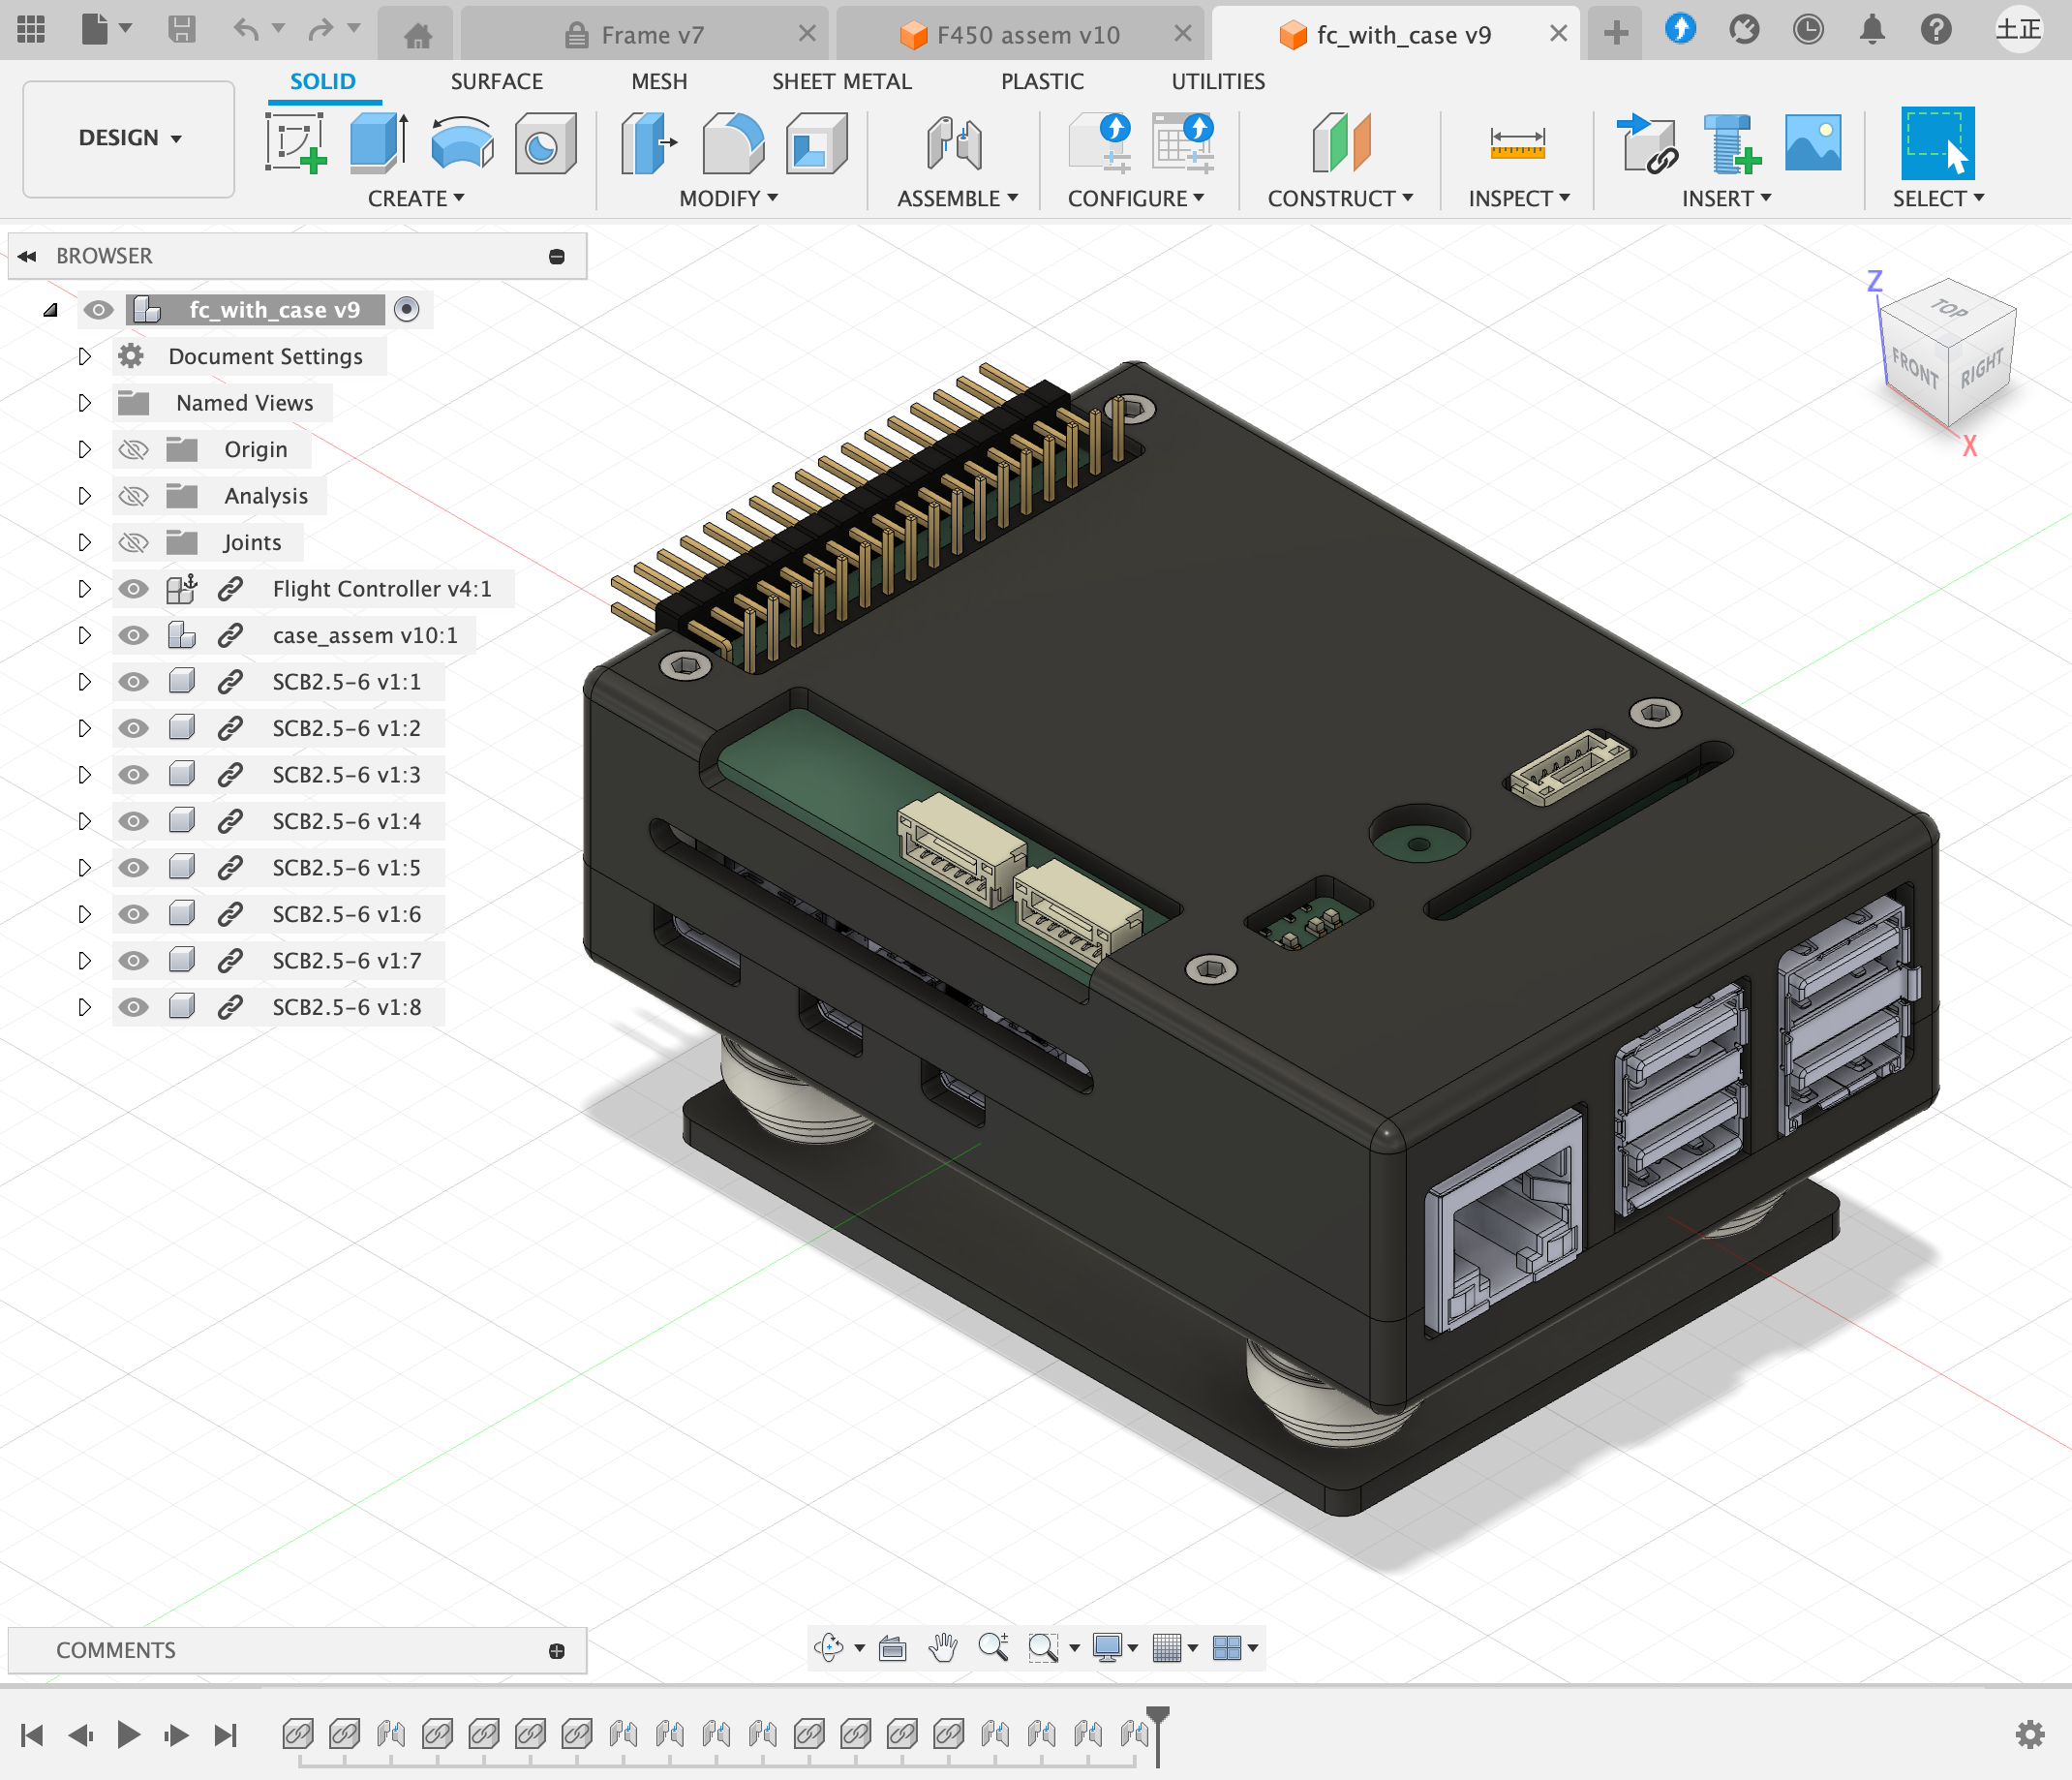 Frame v7
F450 assem v10
fc_with_case v9
土正
DESIGN
SOLID
SURFACE
MESH
SHEET METAL
PLASTIC
UTILITIES
CREATE
MODIFY
ASSEMBLE
CONFIGURE
CONSTRUCT
INSPECT
INSERT
SELECT
BROWSER
fc_with_case v9
Document Settings
Named Views
Origin
Analysis
Joints
Flight Controller v4:1
case_assem v10:1
SCB2.5-6 v1:1
SCB2.5-6 v1:2
SCB2.5-6 v1:3
SCB2.5-6 v1:4
SCB2.5-6 v1:5
SCB2.5-6 v1:6
SCB2.5-6 v1:7
SCB2.5-6 v1:8
Z
TOP
FRONT
RIGHT
X
COMMENTS